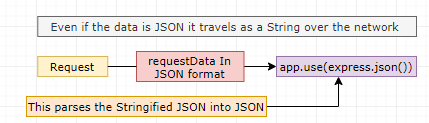 Even if the data is JSON it travels as a String over the network
Request
requestData In
JSON format
app.use(express.json())
This parses the Stringified JSON into JSON